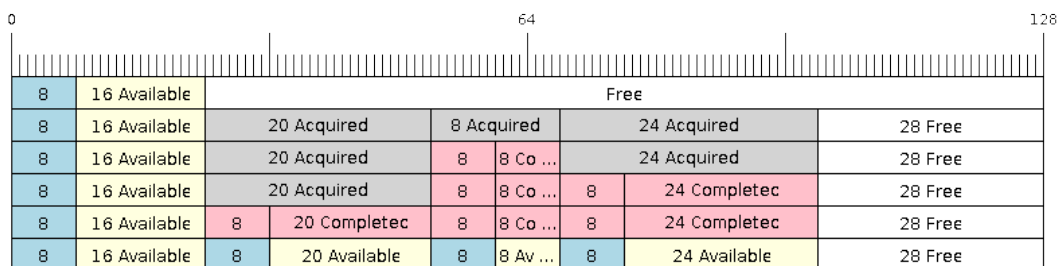 0 64 128
8 16 Available Free
8 16 Available 20 Acquired 8 Acquired 24 Acquired 28 Free
8 16 Available 20 Acquired 8 8 Co ... 24 Acquired 28 Free
8 16 Available 20 Acquired 8 8 Co ... 8 24 Completec 28 Free
8 16 Available 8 20 Completec 8 8 Co ... 8 24 Completec 28 Free
8 16 Available 8 20 Available 8 8 Av ... 8 24 Available 28 Free